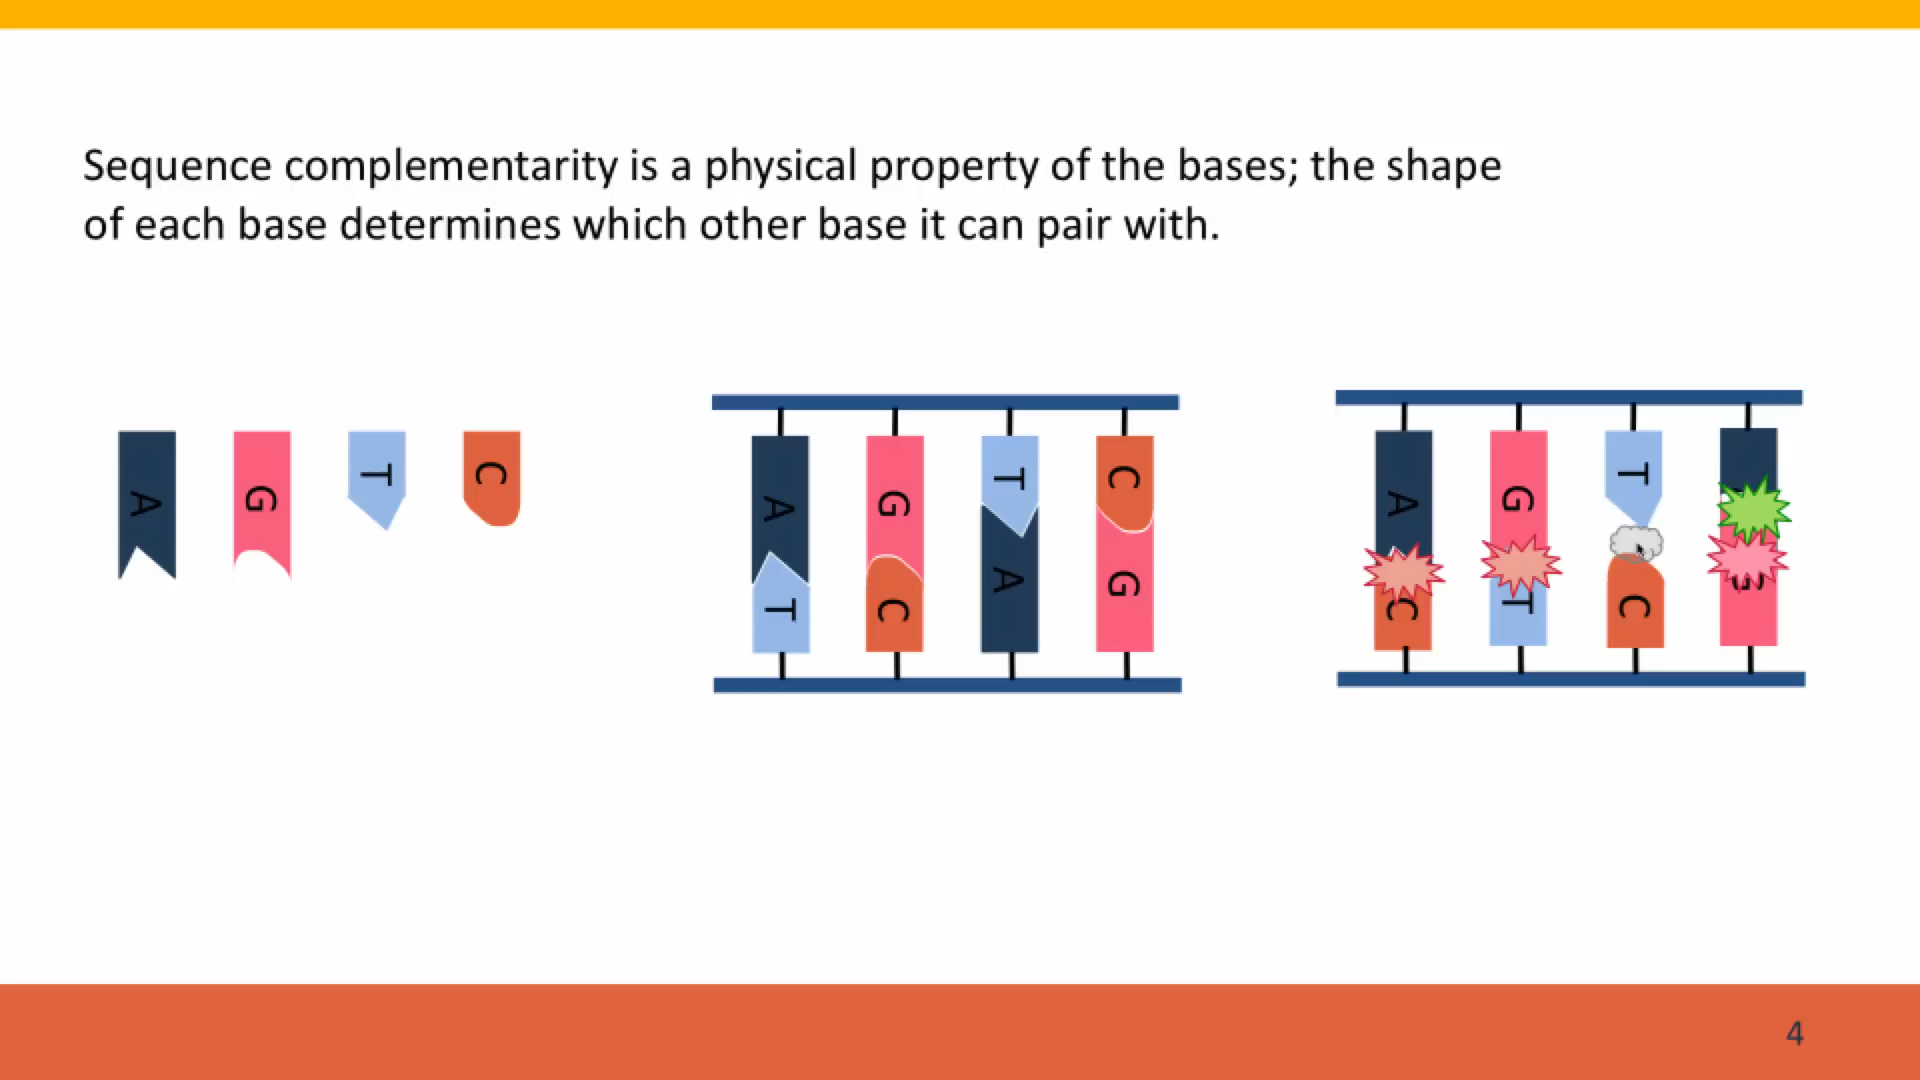 Sequence complementarity is a physical property of the bases; the shape
of each base determines which other base it can pair with.
A G T C
A G T C
T C A G
A G T
C T C
4